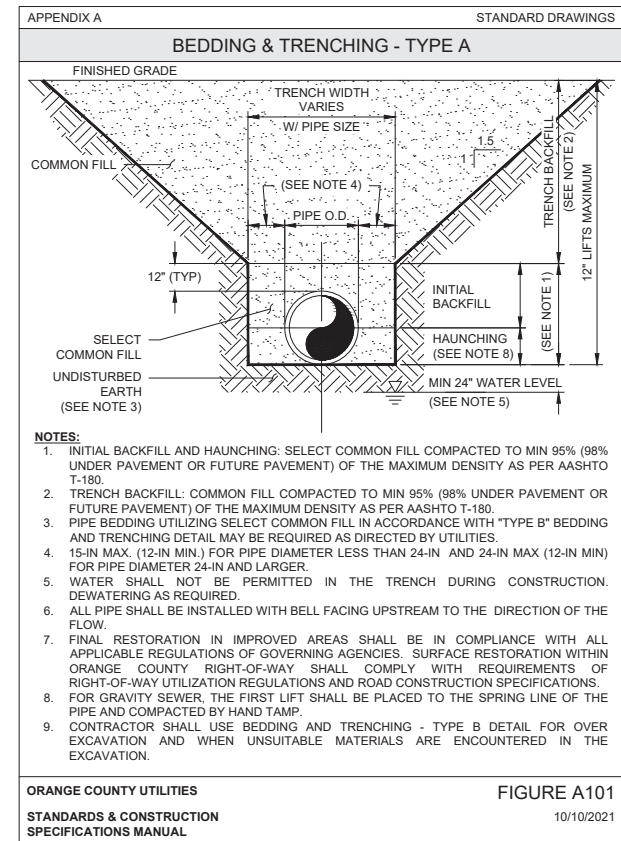 APPENDIX A
STANDARD DRAWINGS
BEDDING & TRENCHING - TYPE A
FINISHED GRADE
TRENCH WIDTH
VARIES
W/ PIPE SIZE
1.5
1
COMMON FILL
(SEE NOTE 4)
PIPE O.D.
TRENCH BACKFILL
(SEE NOTE 2)
12" LIFTS MAXIMUM
12" (TYP)
INITIAL
BACKFILL
(SEE NOTE 1)
HAUNCHING
(SEE NOTE 8)
SELECT
COMMON FILL
UNDISTURBED
EARTH
(SEE NOTE 3)
MIN 24" WATER LEVEL
(SEE NOTE 5)
NOTES:
1. INITIAL BACKFILL AND HAUNCHING: SELECT COMMON FILL COMPACTED TO MIN 95% (98%
UNDER PAVEMENT OR FUTURE PAVEMENT) OF THE MAXIMUM DENSITY AS PER AASHTO
T-180.
2. TRENCH BACKFILL: COMMON FILL COMPACTED TO MIN 95% (98% UNDER PAVEMENT OR
FUTURE PAVEMENT) OF THE MAXIMUM DENSITY AS PER AASHTO T-180.
3. PIPE BEDDING UTILIZING SELECT COMMON FILL IN ACCORDANCE WITH "TYPE B" BEDDING
AND TRENCHING DETAIL MAY BE REQUIRED AS DIRECTED BY UTILITIES.
4. 15-IN MAX. (12-IN MIN.) FOR PIPE DIAMETER LESS THAN 24-IN AND 24-IN MAX (12-IN MIN)
FOR PIPE DIAMETER 24-IN AND LARGER.
5. WATER SHALL NOT BE PERMITTED IN THE TRENCH DURING CONSTRUCTION.
DEWATERING AS REQUIRED.
6. ALL PIPE SHALL BE INSTALLED WITH BELL FACING UPSTREAM TO THE DIRECTION OF THE
FLOW.
7. FINAL RESTORATION IN IMPROVED AREAS SHALL BE IN COMPLIANCE WITH ALL
APPLICABLE REGULATIONS OF GOVERNING AGENCIES. SURFACE RESTORATION WITHIN
ORANGE COUNTY RIGHT-OF-WAY SHALL COMPLY WITH REQUIREMENTS OF
RIGHT-OF-WAY UTILIZATION REGULATIONS AND ROAD CONSTRUCTION SPECIFICATIONS.
8. FOR GRAVITY SEWER, THE FIRST LIFT SHALL BE PLACED TO THE SPRING LINE OF THE
PIPE AND COMPACTED BY HAND TAMP.
9. CONTRACTOR SHALL USE BEDDING AND TRENCHING - TYPE B DETAIL FOR OVER
EXCAVATION AND WHEN UNSUITABLE MATERIALS ARE ENCOUNTERED IN THE
EXCAVATION.
ORANGE COUNTY UTILITIES
FIGURE A101
STANDARDS & CONSTRUCTION
10/10/2021
SPECIFICATIONS MANUAL